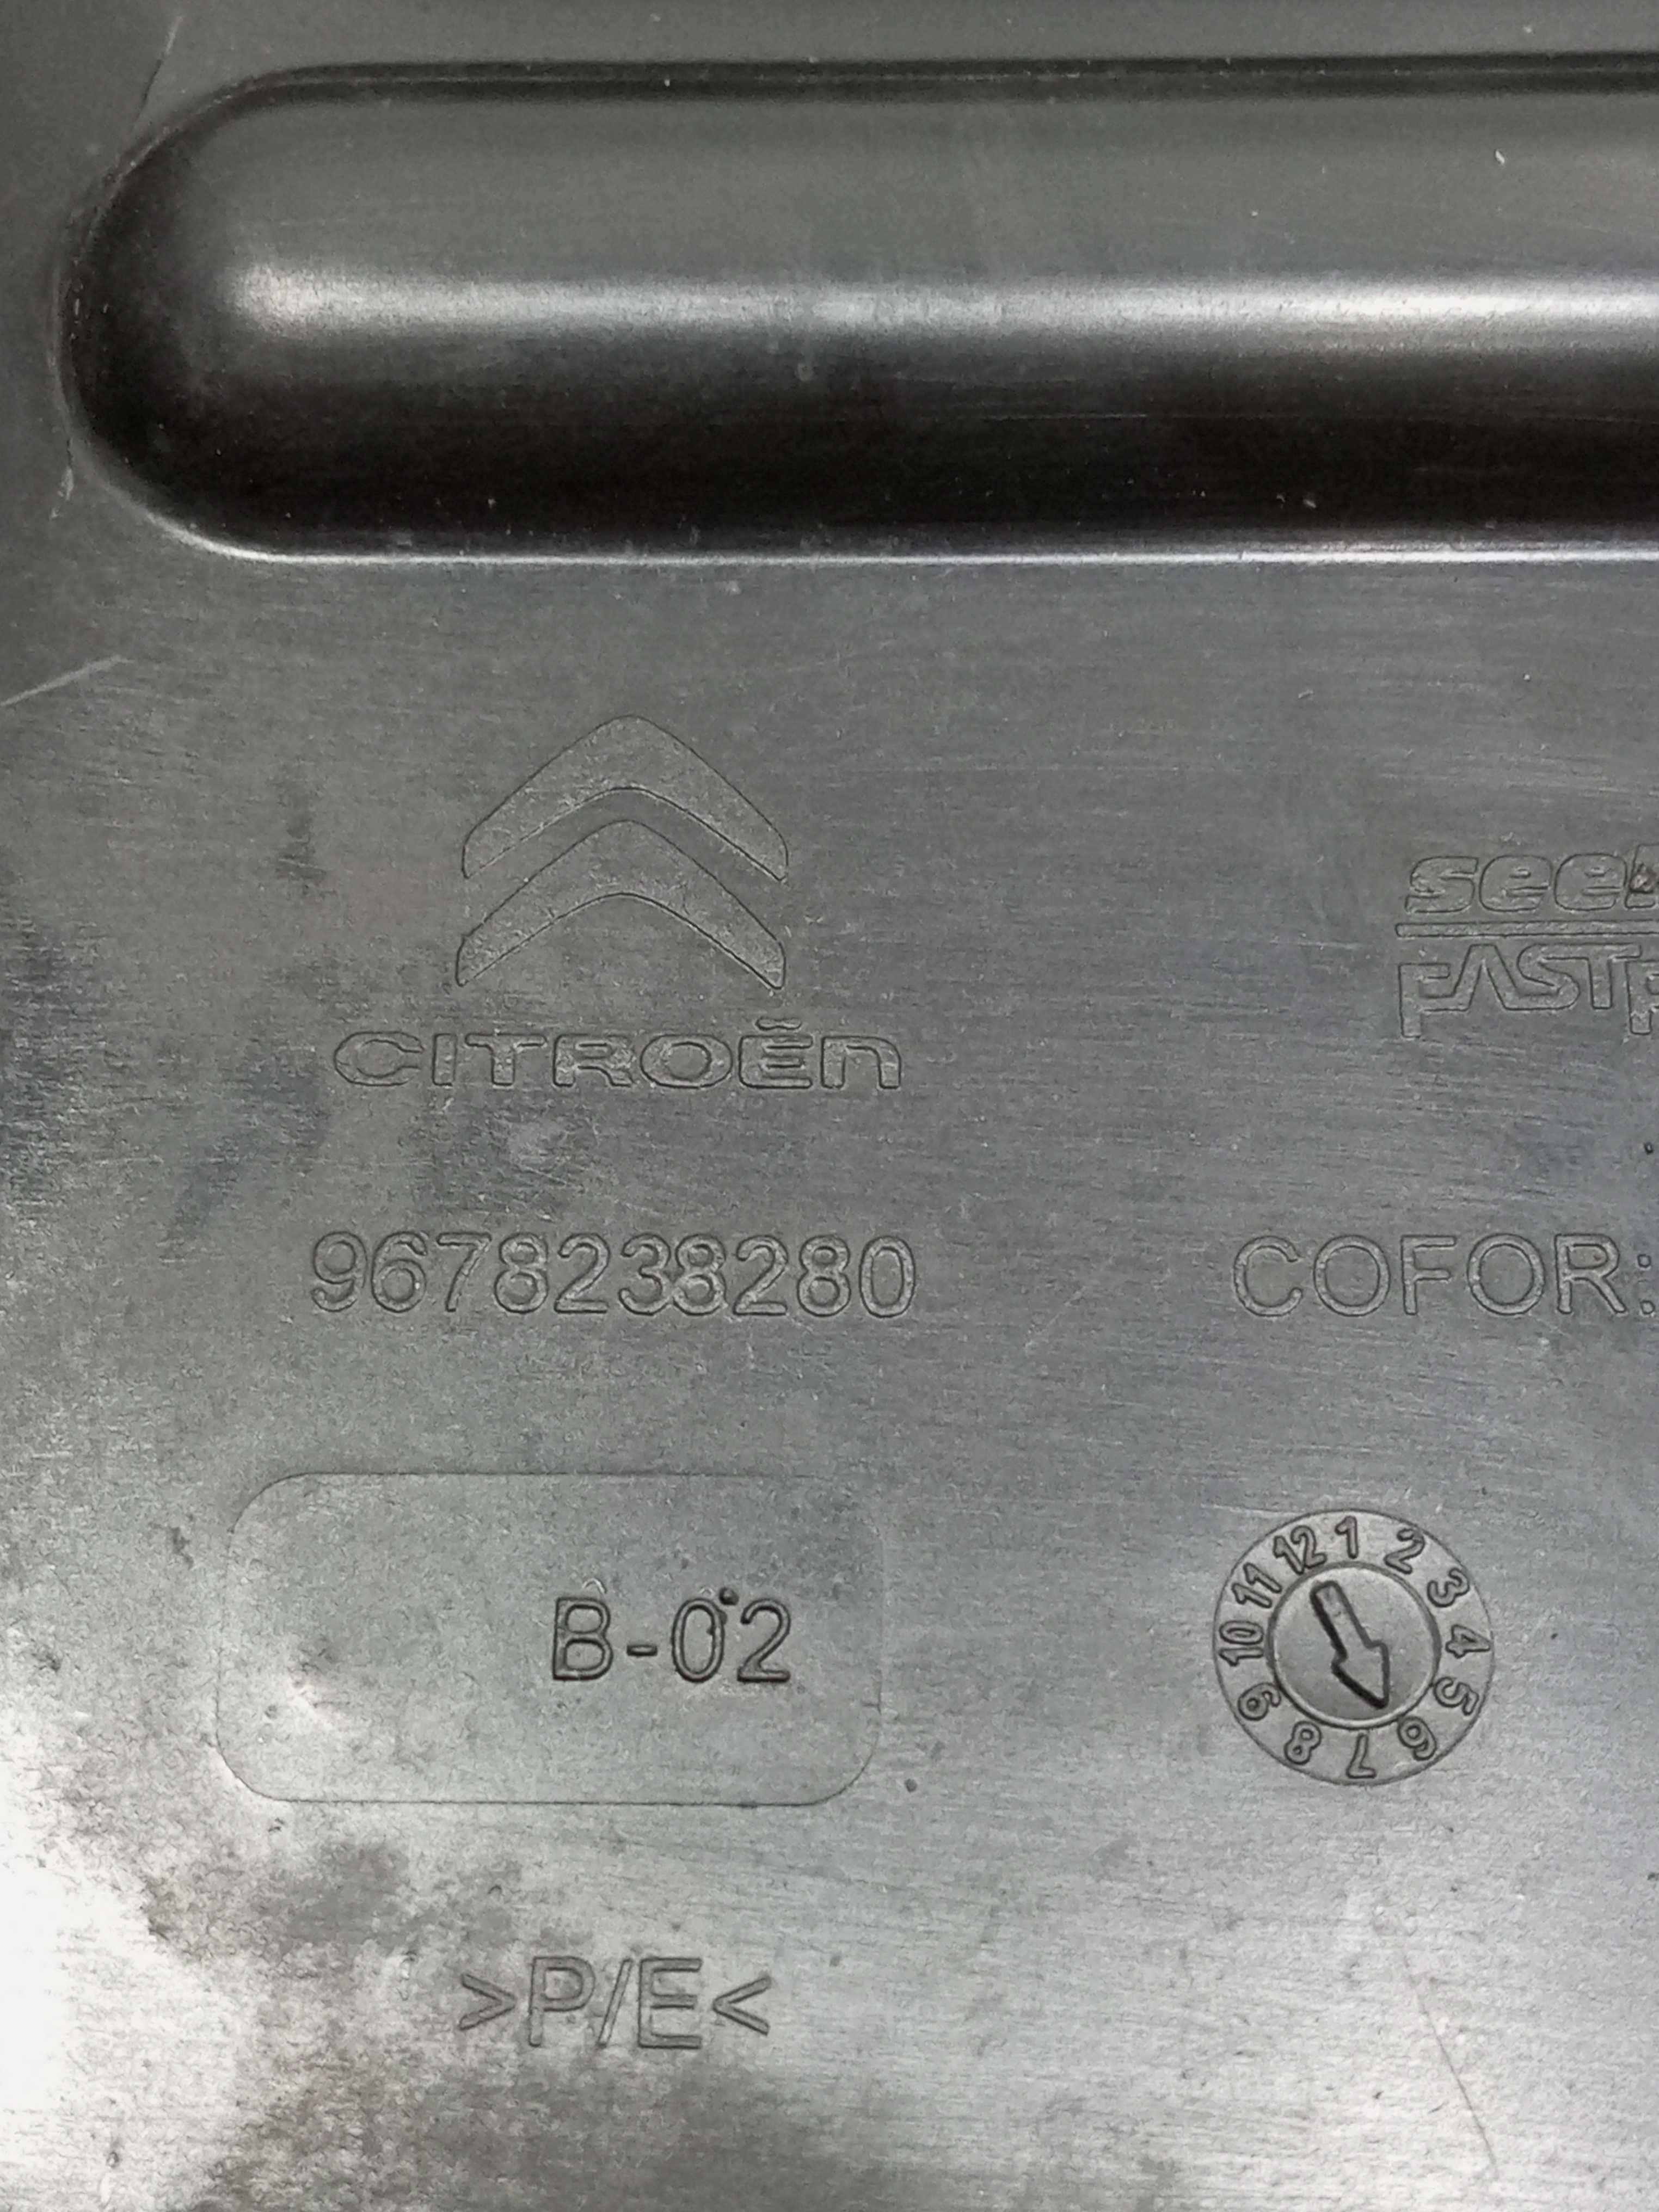 CITROËN
9678238280
COFOR:
B-02
1 2 3 4 5 6 7 8 9 10 11 12
>P/E<